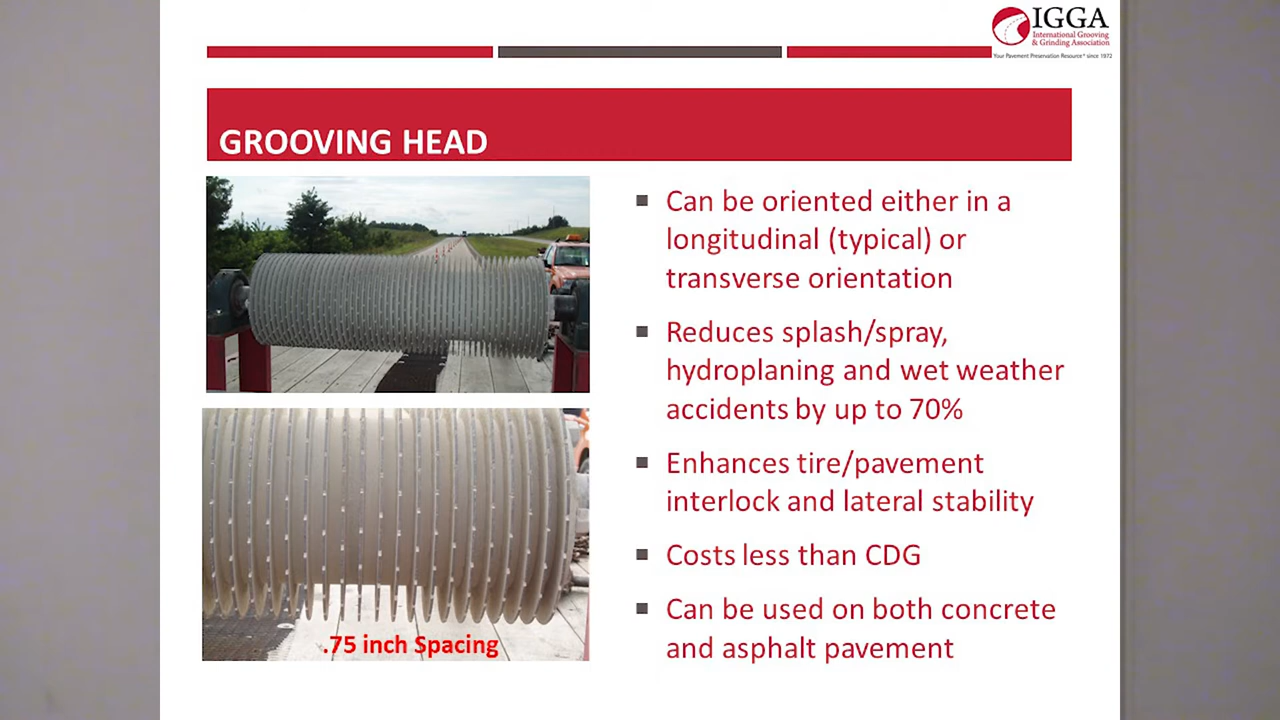 IGGA
International Grooving
& Grinding Association
Your Pavement Preservation Resource® since 1972
GROOVING HEAD
Can be oriented either in a
longitudinal (typical) or
transverse orientation
Reduces splash/spray,
hydroplaning and wet weather
accidents by up to 70%
Enhances tire/pavement
interlock and lateral stability
Costs less than CDG
Can be used on both concrete
and asphalt pavement
.75 inch Spacing